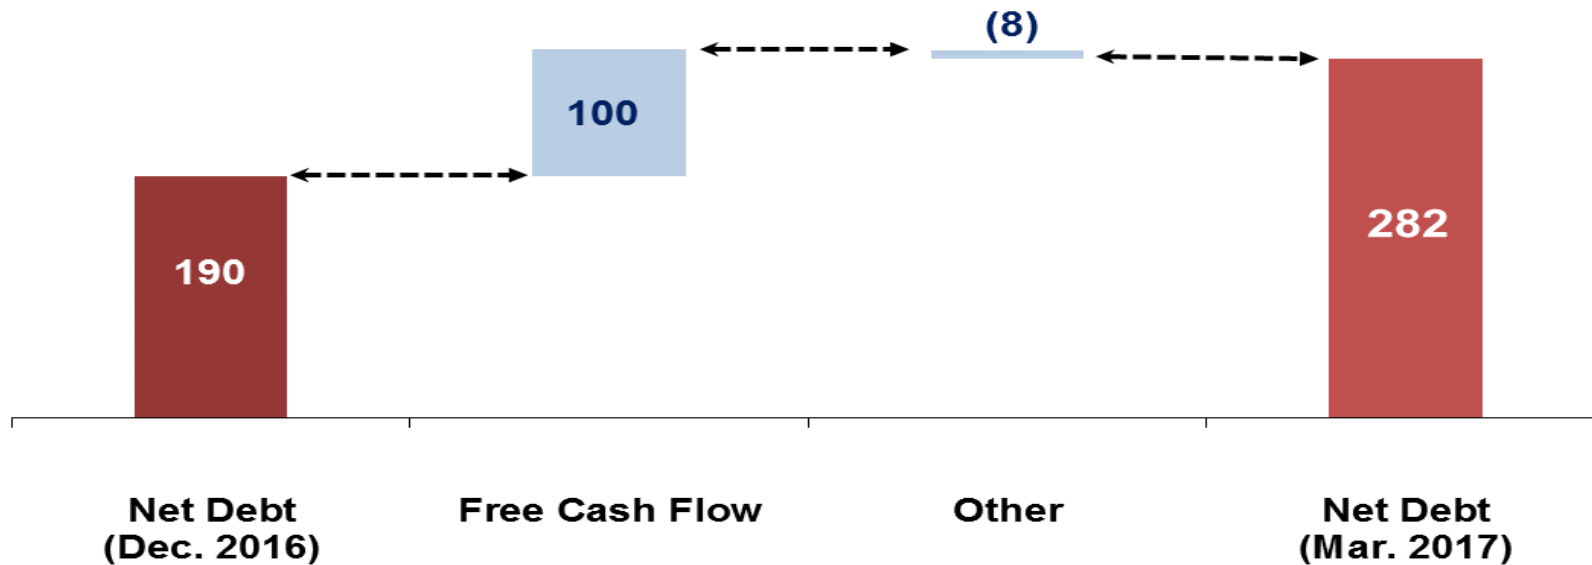 (8)
100
190
282
Net Debt
(Dec. 2016)
Free Cash Flow
Other
Net Debt
(Mar. 2017)